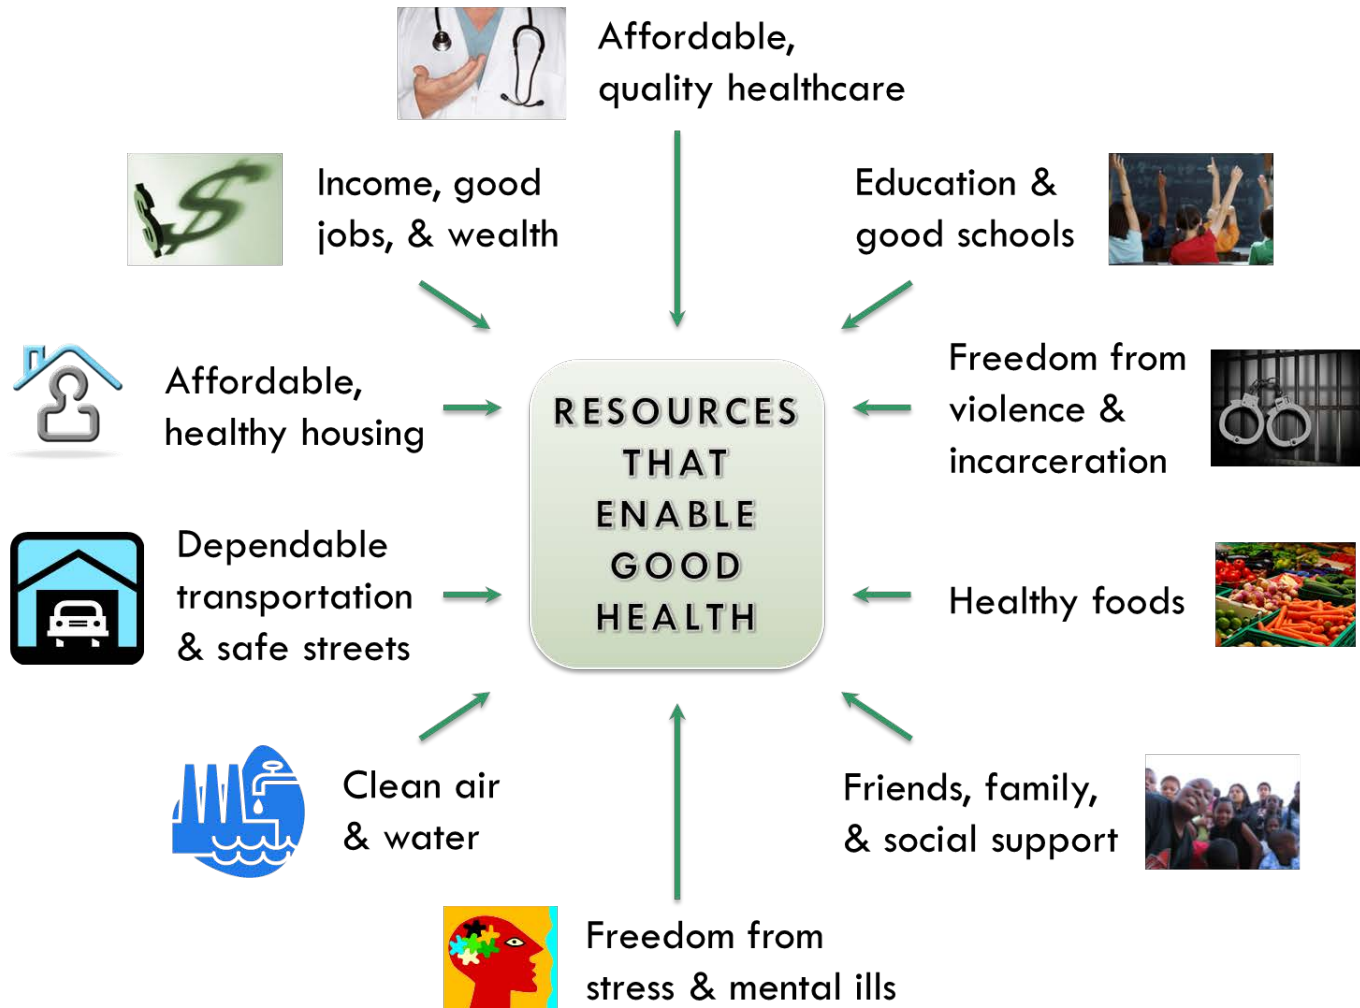 Affordable,
quality healthcare
Income, good
jobs, & wealth
Education &
good schools
Affordable,
healthy housing
Freedom from
violence &
incarceration
RESOURCES
THAT
ENABLE
GOOD
HEALTH
Dependable
transportation
& safe streets
Healthy foods
Clean air
& water
Friends, family,
& social support
Freedom from
stress & mental ills